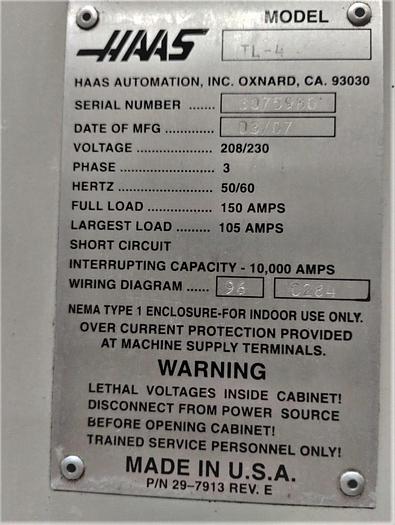 MODEL
HAAS TL-4
HAAS AUTOMATION, INC. OXNARD, CA. 93030
SERIAL NUMBER ......
DATE OF MFG ............. 03/07
VOLTAGE ................... 208/230
PHASE ........................ 3
HERTZ ........................ 50/60
FULL LOAD ................ 150 AMPS
LARGEST LOAD ......... 105 AMPS
SHORT CIRCUIT
INTERRUPTING CAPACITY - 10,000 AMPS
WIRING DIAGRAM ...... 96
NEMA TYPE 1 ENCLOSURE-FOR INDOOR USE ONLY.
OVER CURRENT PROTECTION PROVIDED
AT MACHINE SUPPLY TERMINALS.
WARNING
LETHAL VOLTAGES INSIDE CABINET!
DISCONNECT FROM POWER SOURCE
BEFORE OPENING CABINET!
TRAINED SERVICE PERSONNEL ONLY!
MADE IN U.S.A.
P/N 29-7913 REV. E